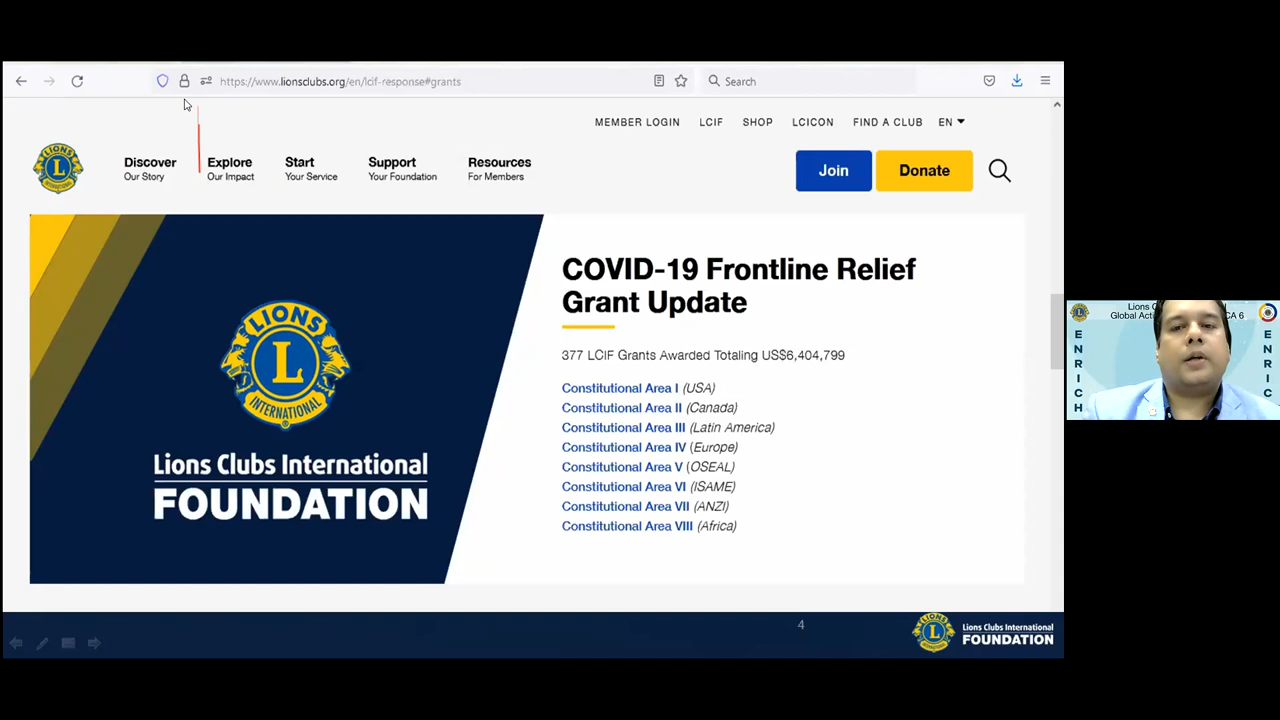 https://www.lionsclubs.org/en/lcif-response#grants
Search
MEMBER LOGIN LCIF SHOP LCICON FIND A CLUB EN
Discover
Our Story
Explore
Our Impact
Start
Your Service
Support
Your Foundation
Resources
For Members
Join
Donate
L
LIONS
L
INTERNATIONAL
Lions Clubs International
FOUNDATION
COVID-19 Frontline Relief
Grant Update
377 LCIF Grants Awarded Totaling US$6,404,799
Constitutional Area I (USA)
Constitutional Area II (Canada)
Constitutional Area III (Latin America)
Constitutional Area IV (Europe)
Constitutional Area V (OSEAL)
Constitutional Area VI (ISAME)
Constitutional Area VII (ANZI)
Constitutional Area VIII (Africa)
4
L
Lions Clubs International
FOUNDATION
Lions
Global
CA 6
ENRICH
ENRIC